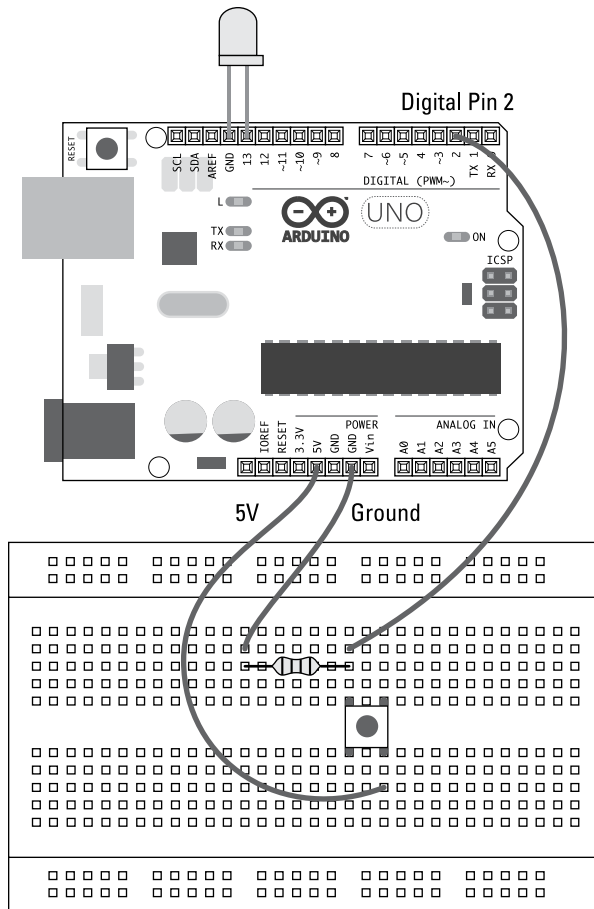 Digital Pin 2
RESET
SCL
SDA
AREF
GND
13
12
~11
~10
~9
8
7
~6
~5
4
~3
2
TX 1
RX 0
DIGITAL (PWM~)
L
TX
RX
ARDUINO
UNO
ON
ICSP
POWER
ANALOG IN
IOREF
RESET
3.3V
5V
GND
GND
Vin
A0
A1
A2
A3
A4
A5
5V
Ground